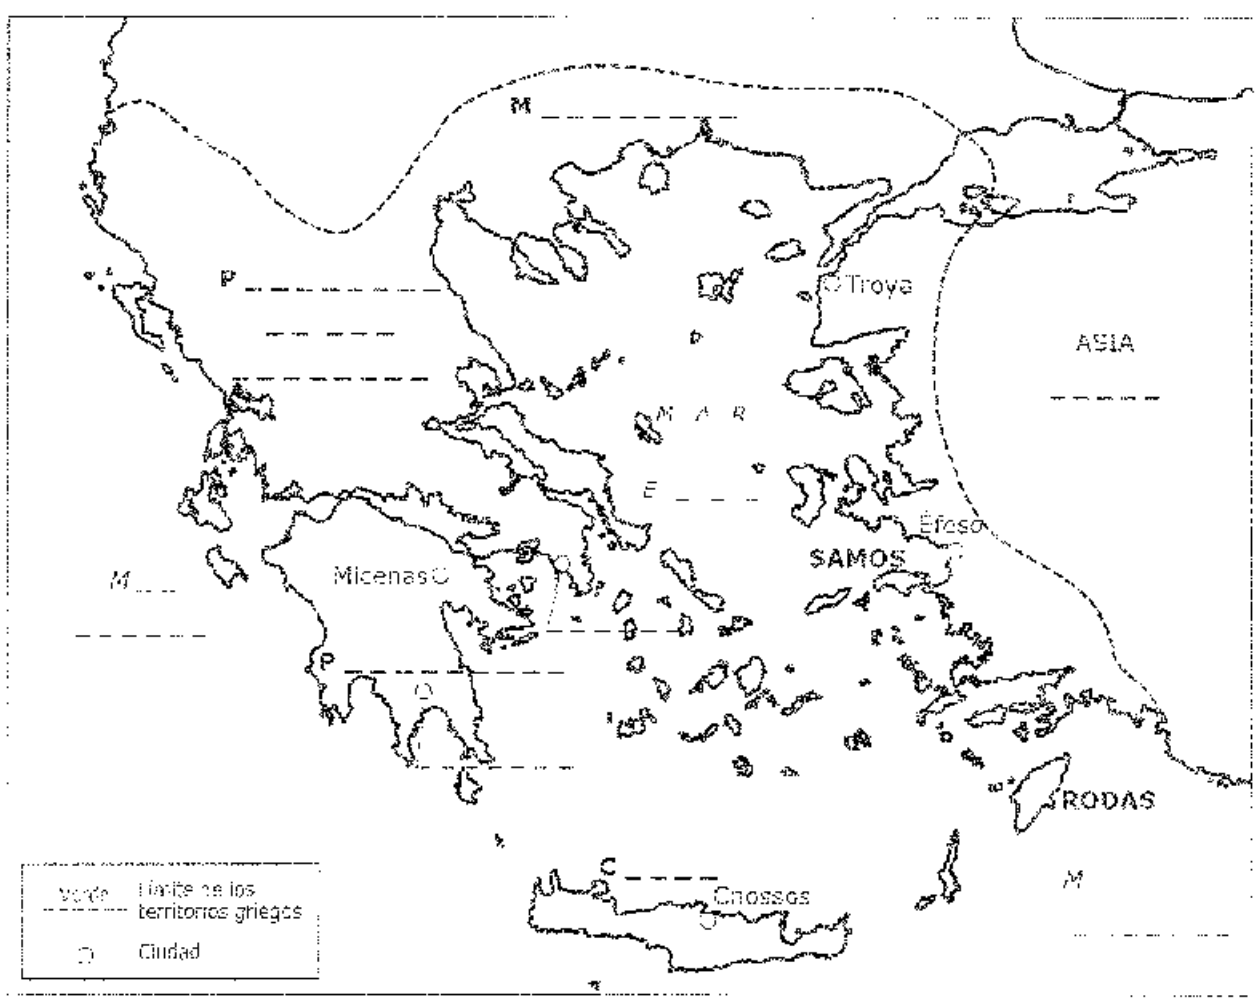 M
P
Troya
ASIA
M A R
E
Éfeso
SAMOS
Micenas
M
P
RODAS
C
Cnossos
M
Verde
Límite de los
territorios griegos
Ciudad